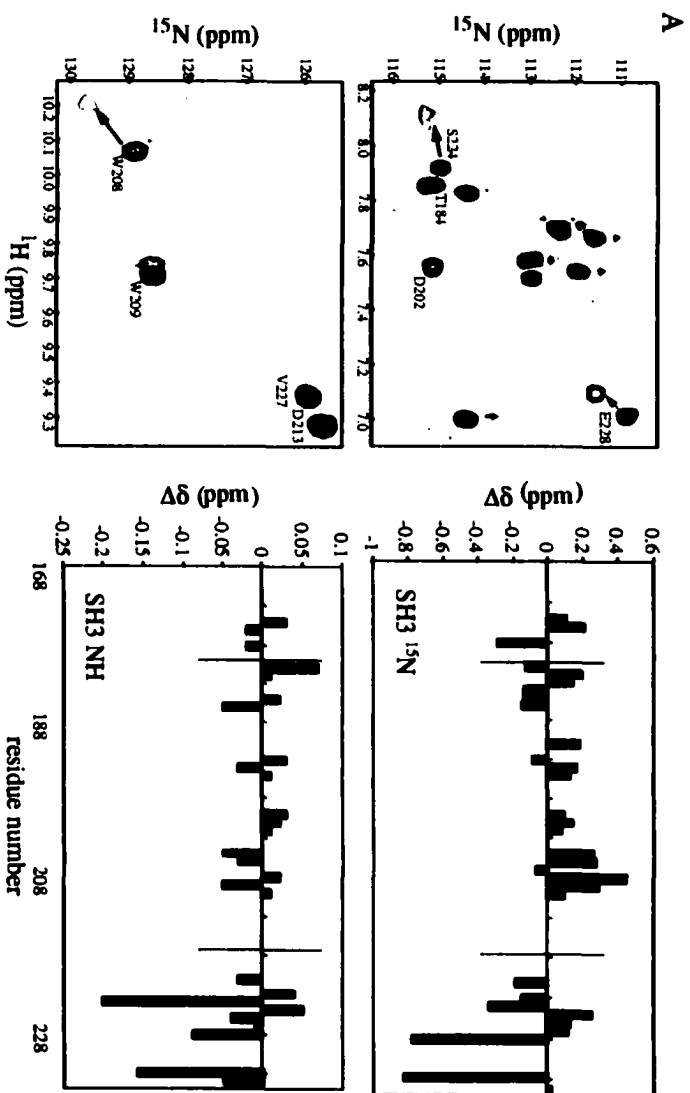 A
¹⁵N (ppm)
116 115 114 113 112 111
8.2 8.0 7.8 7.6 7.4 7.2 7.0
S224
T184
D202
E228
¹⁵N (ppm)
130 129 128 127 126
10.2 10.1 10.0 9.9 9.8 9.7 9.6 9.5 9.4 9.3
¹H (ppm)
W208
W209
V227
D213
Δδ (ppm)
-1 -0.8 -0.6 -0.4 -0.2 0 0.2 0.4 0.6
SH3 ¹⁵N
Δδ (ppm)
-0.25 -0.2 -0.15 -0.1 -0.05 0 0.05 0.1
SH3 NH
168 188 208 228
residue number